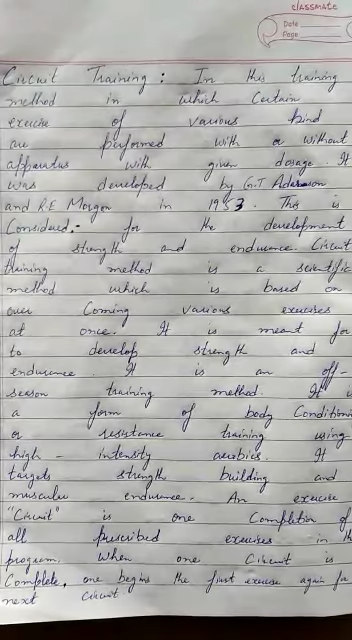 classmate
Date
Page
Circuit Training : In this training
method in which Certain
exercise of various kind
are performed with or without
apparatus with given dosage. It
was developed by G.T Adamson
and R.E Morgan in 1953. This is
Considered,- for the development
of strength and endurance. Circuit
training method is a scientific
method which is based on
over Coming various exercises
at once. It is meant for
to develop strength and
endurance. It is an off-
season training method. It is
a form of body Conditioni
or resistance training using
high - intensity aerobics. It
targets strength building and
muscular endurance. An exercise
"Circuit" is one Completion of
all prescribed exercises in th
program. When one Circuit is
Complete, one begins the first exercise again for
next circuit